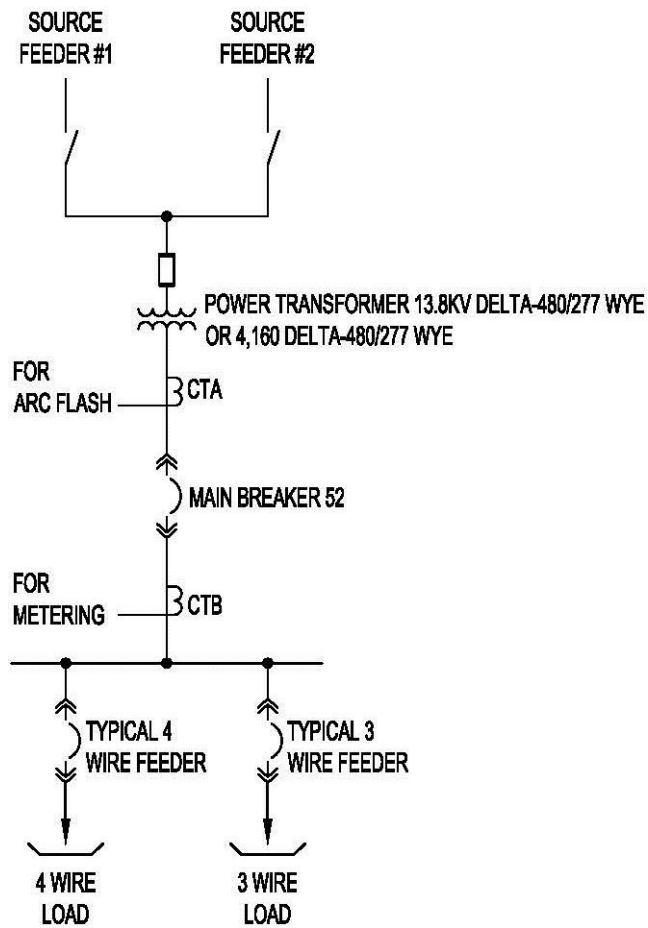 SOURCE
FEEDER #1
SOURCE
FEEDER #2
POWER TRANSFORMER 13.8KV DELTA-480/277 WYE
OR 4,160 DELTA-480/277 WYE
FOR
ARC FLASH
CTA
MAIN BREAKER 52
FOR
METERING
CTB
TYPICAL 4
WIRE FEEDER
TYPICAL 3
WIRE FEEDER
4 WIRE
LOAD
3 WIRE
LOAD